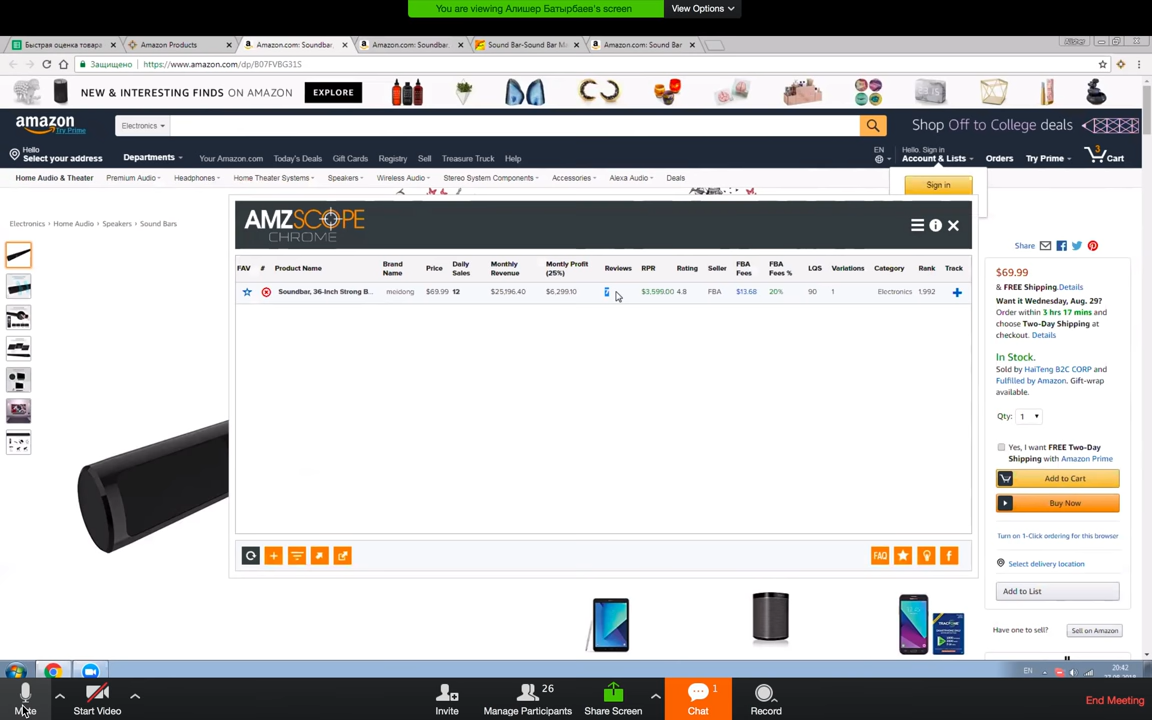 You are viewing Алишер Батырбаев's screen
View Options
Быстрая оценка товара
Amazon Products
Amazon.com: Soundbar,
Amazon.com: Soundbar,
Sound Bar-Sound Bar M
Amazon.com: Sound Bar
Защищено
https://www.amazon.com/dp/B07FVBG31S
NEW & INTERESTING FINDS ON AMAZON
EXPLORE
amazon
Try Prime
Electronics
Shop Off to College deals
Hello
Select your address
Departments
Your Amazon.com
Today's Deals
Gift Cards
Registry
Sell
Treasure Truck
Help
EN
Hello. Sign in
Account & Lists
Orders
Try Prime
3
Cart
Home Audio & Theater
Premium Audio
Headphones
Home Theater Systems
Speakers
Wireless Audio
Stereo System Components
Accessories
Alexa Audio
Deals
Sign in
Electronics › Home Audio › Speakers › Sound Bars
AMZSCOPE
CHROME
FAV # Product Name Brand Name Price Daily Sales Monthly Revenue Montly Profit (25%) Reviews RPR Rating Seller FBA Fees FBA Fees % LQS Variations Category Rank Track
Soundbar, 36-Inch Strong B... meidong $69.99 12 $25,196.40 $6,299.10 7 $3,599.00 4.8 FBA $13.68 20% 90 1 Electronics 1,992
FAQ
Share
$69.99
& FREE Shipping. Details
Want it Wednesday, Aug. 29?
Order within 3 hrs 17 mins and
choose Two-Day Shipping at
checkout. Details
In Stock.
Sold by HaiTeng B2C CORP and
Fulfilled by Amazon. Gift-wrap
available.
Qty: 1
Yes, I want FREE Two-Day
Shipping with Amazon Prime
Add to Cart
Buy Now
Turn on 1-Click ordering for this browser
Select delivery location
Add to List
Have one to sell?
Sell on Amazon
EN
20:42
27.08.2018
Mute
Start Video
Invite
26
Manage Participants
Share Screen
1
Chat
Record
End Meeting